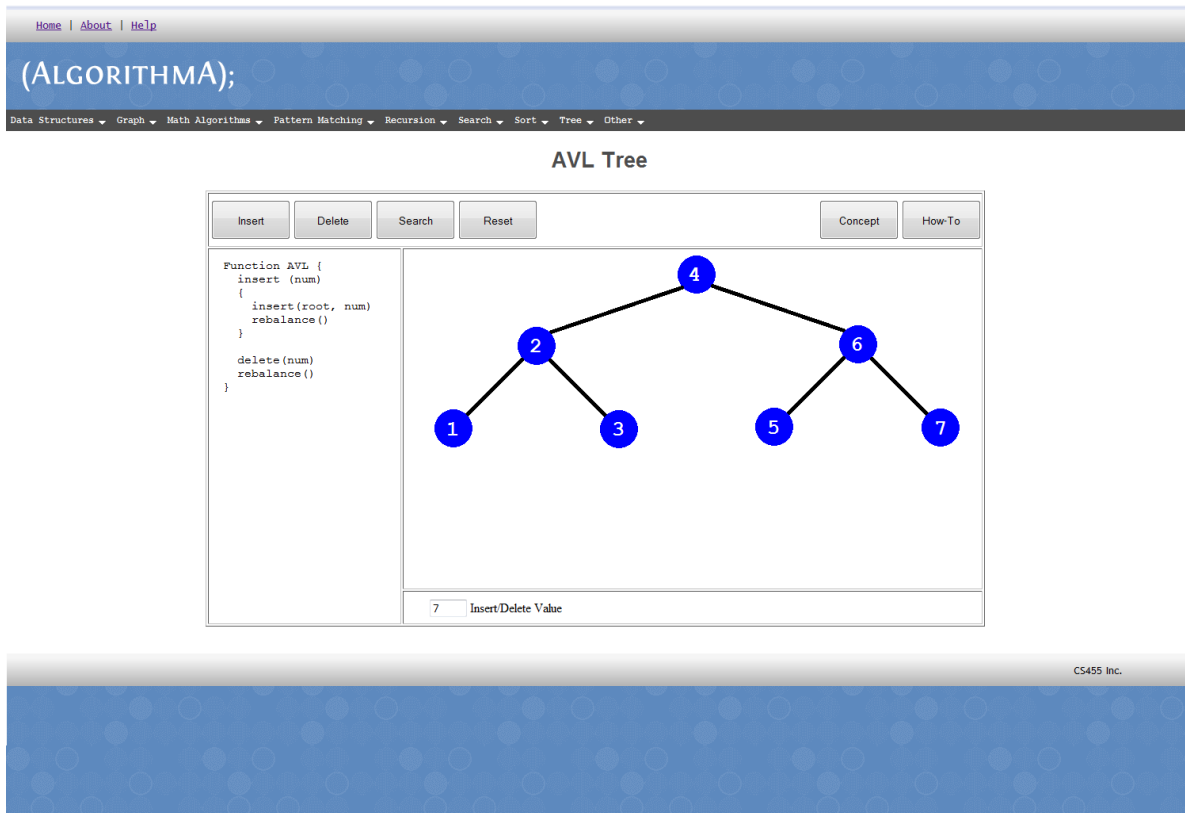 Home | About | Help
(ALGORITHMA);
Data Structures Graph Math Algorithms Pattern Matching Recursion Search Sort Tree Other
AVL Tree
Insert Delete Search Reset Concept How-To
Function AVL {
insert (num)
{
insert(root, num)
rebalance()
}
delete(num)
rebalance()
}
4
2 6
1 3 5 7
7 Insert/Delete Value
CS455 Inc.